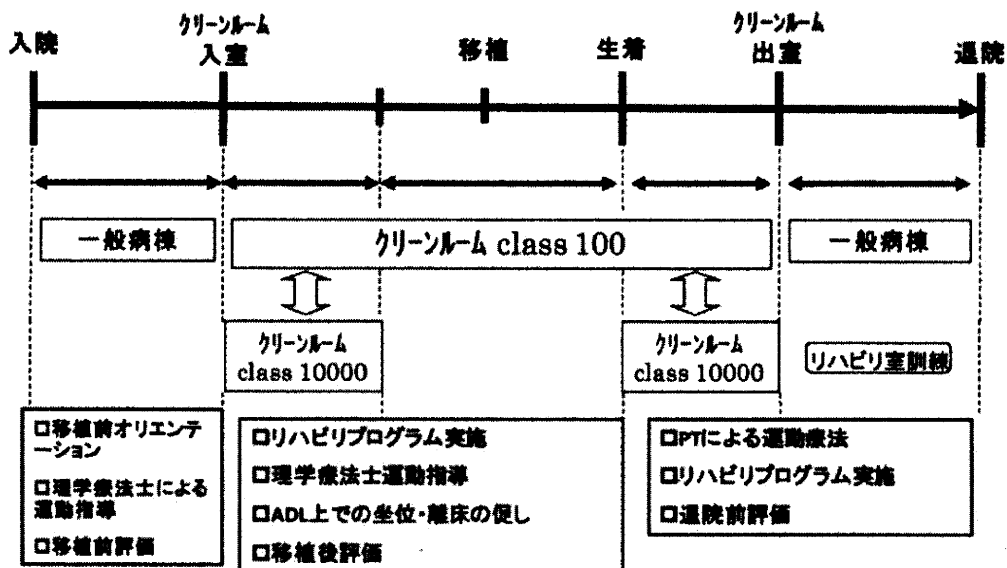 入院
クリーンルーム
入室
移植
生着
クリーンルーム
出室
退院
一般病棟
クリーンルーム class 100
一般病棟
クリーンルーム
class 10000
クリーンルーム
class 10000
リハビリ室訓練
□移植前オリエンテ
ーション
□理学療法士による
運動指導
□移植前評価
□リハビリプログラム実施
□理学療法士運動指導
□ADL上での坐位・離床の促し
□移植後評価
□PTによる運動療法
□リハビリプログラム実施
□退院前評価